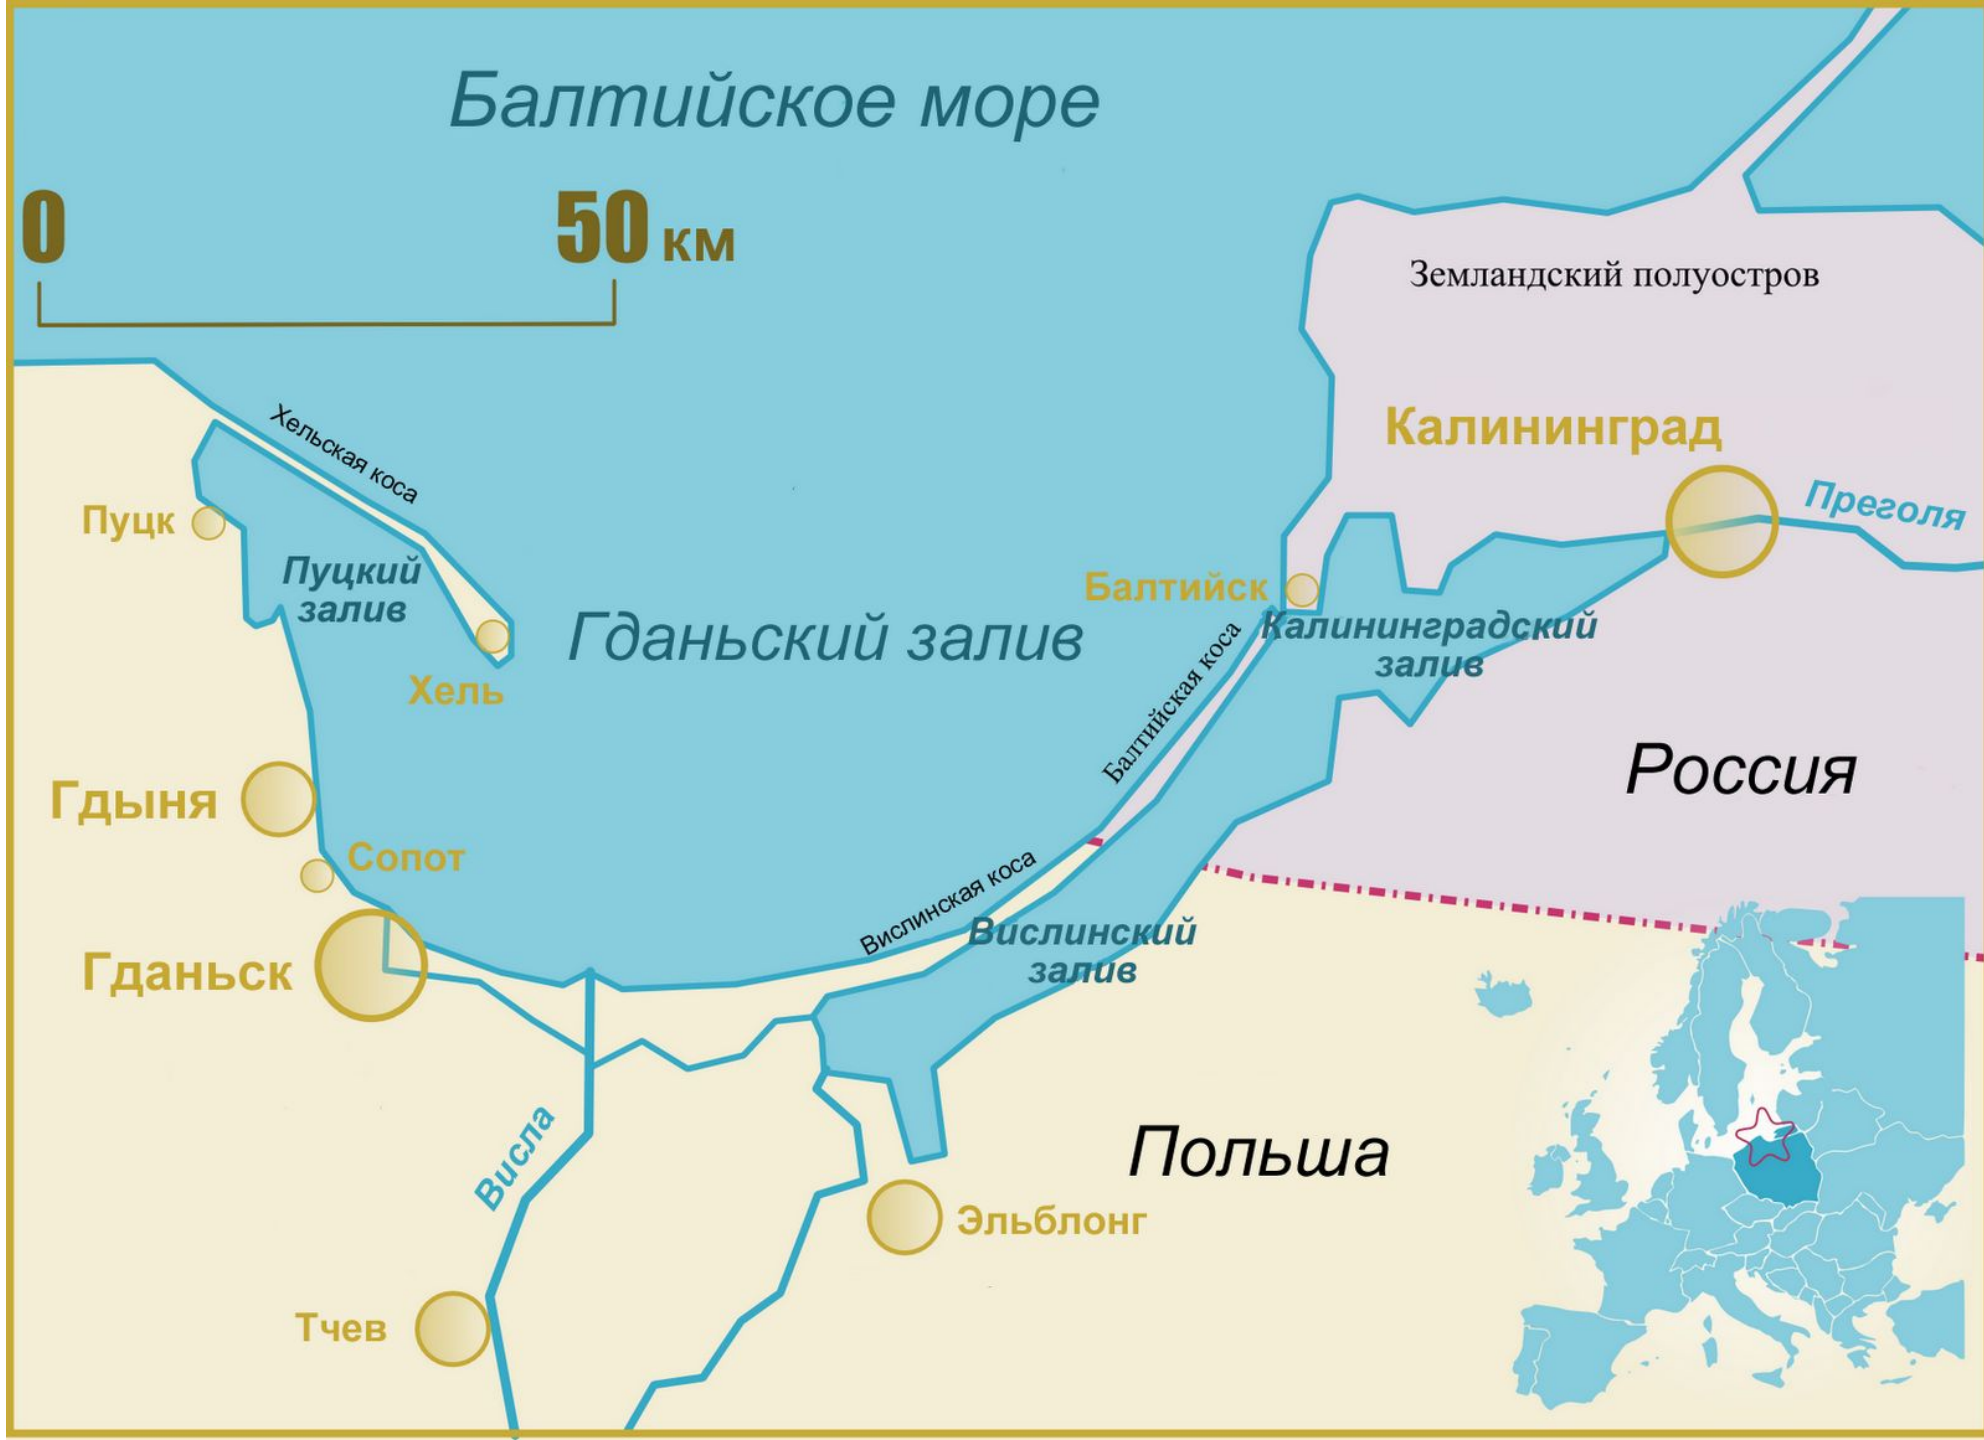 Балтийское море
0 50 км
Земландский полуостров
Хельская коса
Калининград
Преголя
Пуцк
Пуцкий
залив
Балтийск
Гданьский залив
Калининградский
залив
Хель
Балтийская коса
Россия
Гдыня
Сопот
Вислинская коса
Вислинский
залив
Гданьск
Висла
Польша
Эльблонг
Тчев